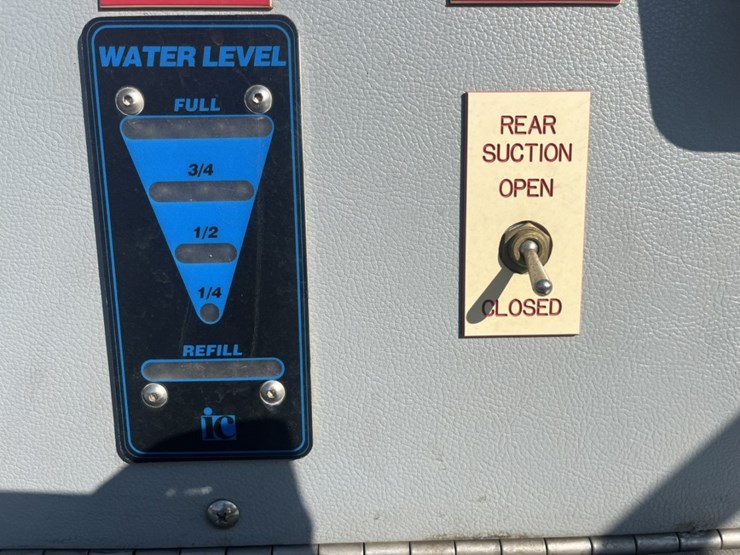 WATER LEVEL
FULL
3/4
1/2
1/4
REFILL
ic
REAR
SUCTION
OPEN
CLOSED